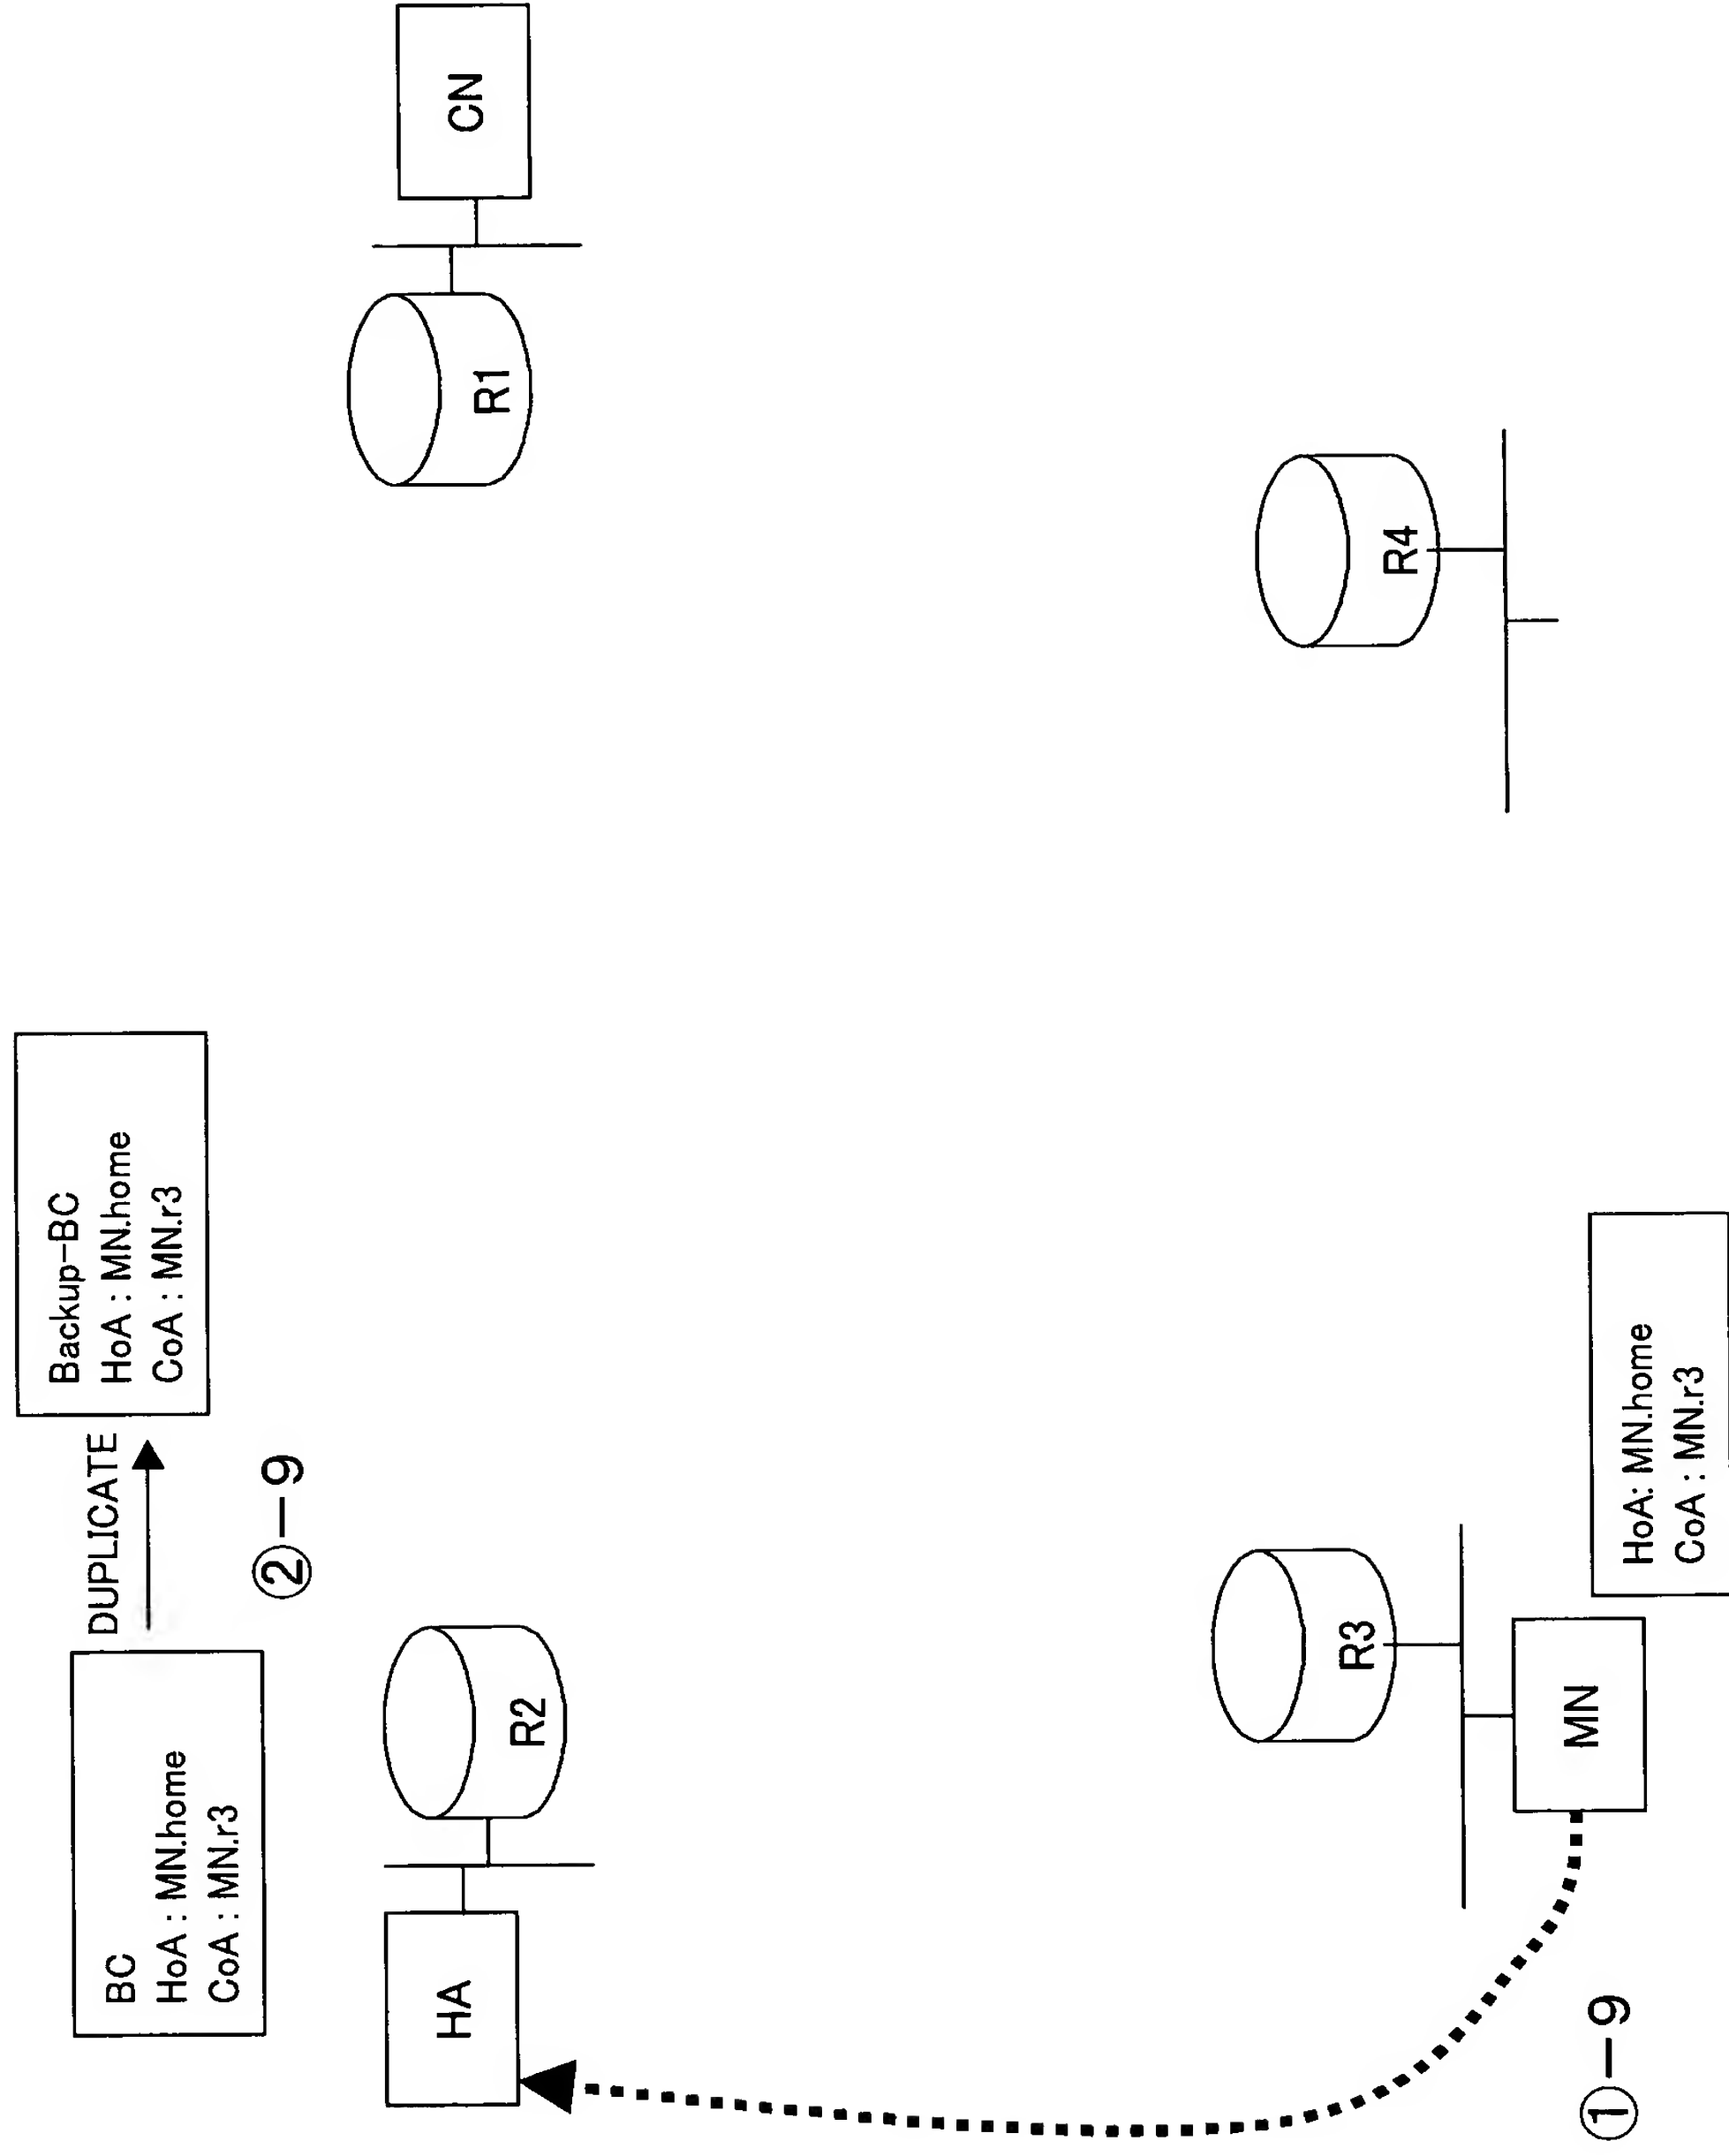 BC
HoA : MN.home
CoA : MN.r3
DUPLICATE
②—9
Backup-BC
HoA : MN.home
CoA : MN.r3
HA
R2
R1
CN
①—9
MN
R3
HoA: MN.home
CoA : MN.r3
R4